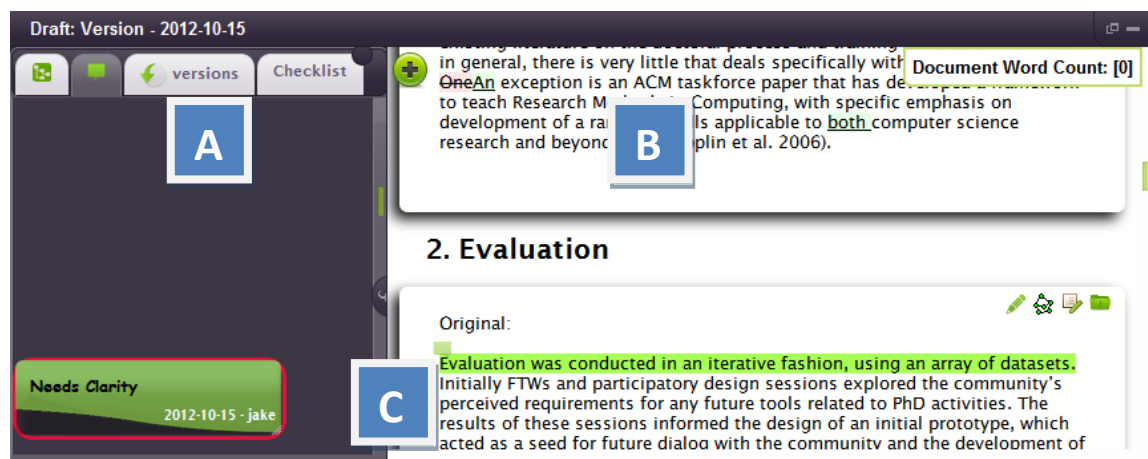 Draft: Version - 2012-10-15
versions
Checklist
A
Needs Clarity
2012-10-15 - jake
in general, there is very little that deals specifically with
Document Word Count: [0]
OneAn exception is an ACM taskforce paper that has
to teach Research Computing, with specific emphasis on
development of a applicable to both computer science
research and beyond et al. 2006).
B
2. Evaluation
Original:
Evaluation was conducted in an iterative fashion, using an array of datasets.
Initially FTWs and participatory design sessions explored the community's
perceived requirements for any future tools related to PhD activities. The
results of these sessions informed the design of an initial prototype, which
acted as a seed for future dialog with the community and the development of
C